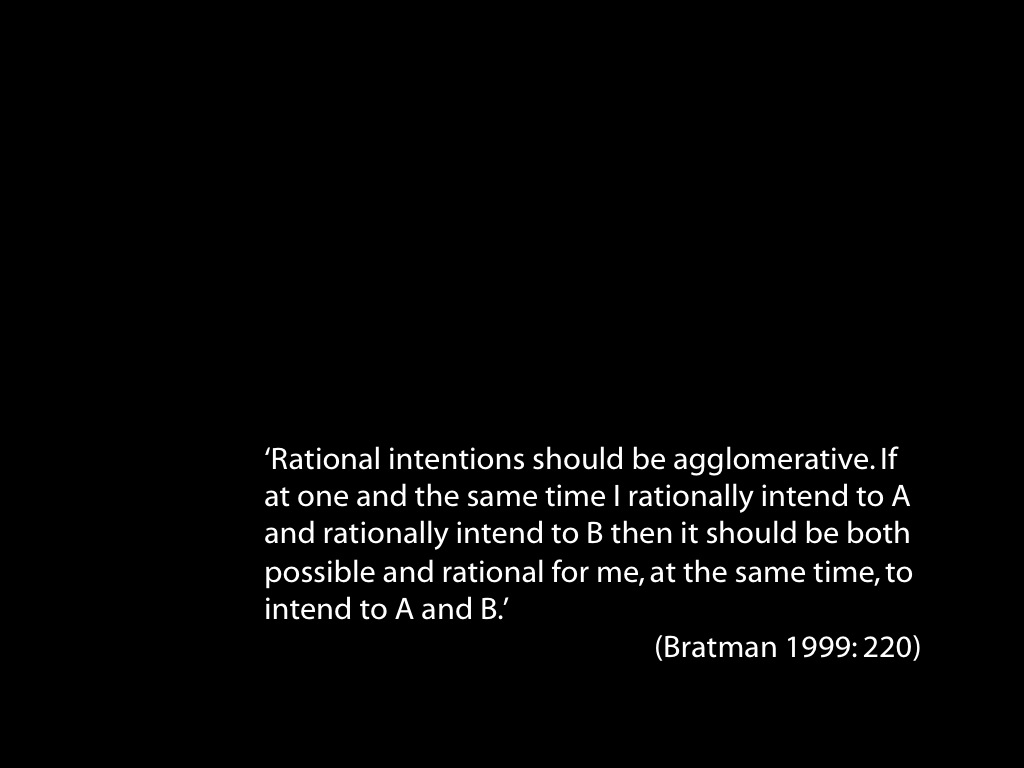 ‘Rational intentions should be agglomerative. If
at one and the same time I rationally intend to A
and rationally intend to B then it should be both
possible and rational for me, at the same time, to
intend to A and B.’
(Bratman 1999: 220)